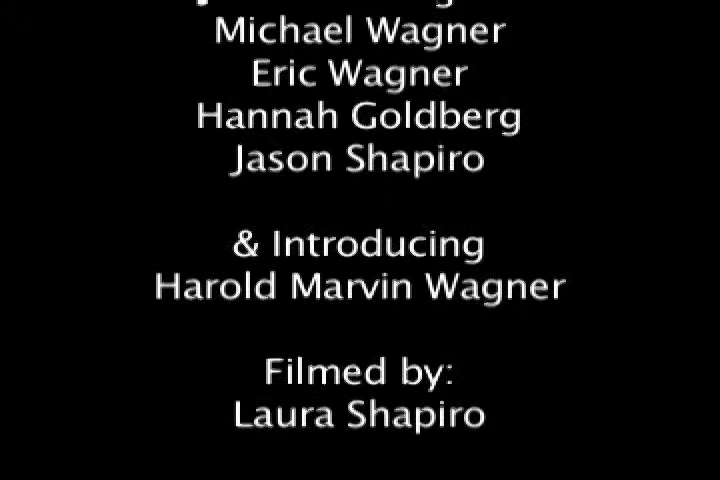 Michael Wagner
Eric Wagner
Hannah Goldberg
Jason Shapiro
& Introducing
Harold Marvin Wagner
Filmed by:
Laura Shapiro